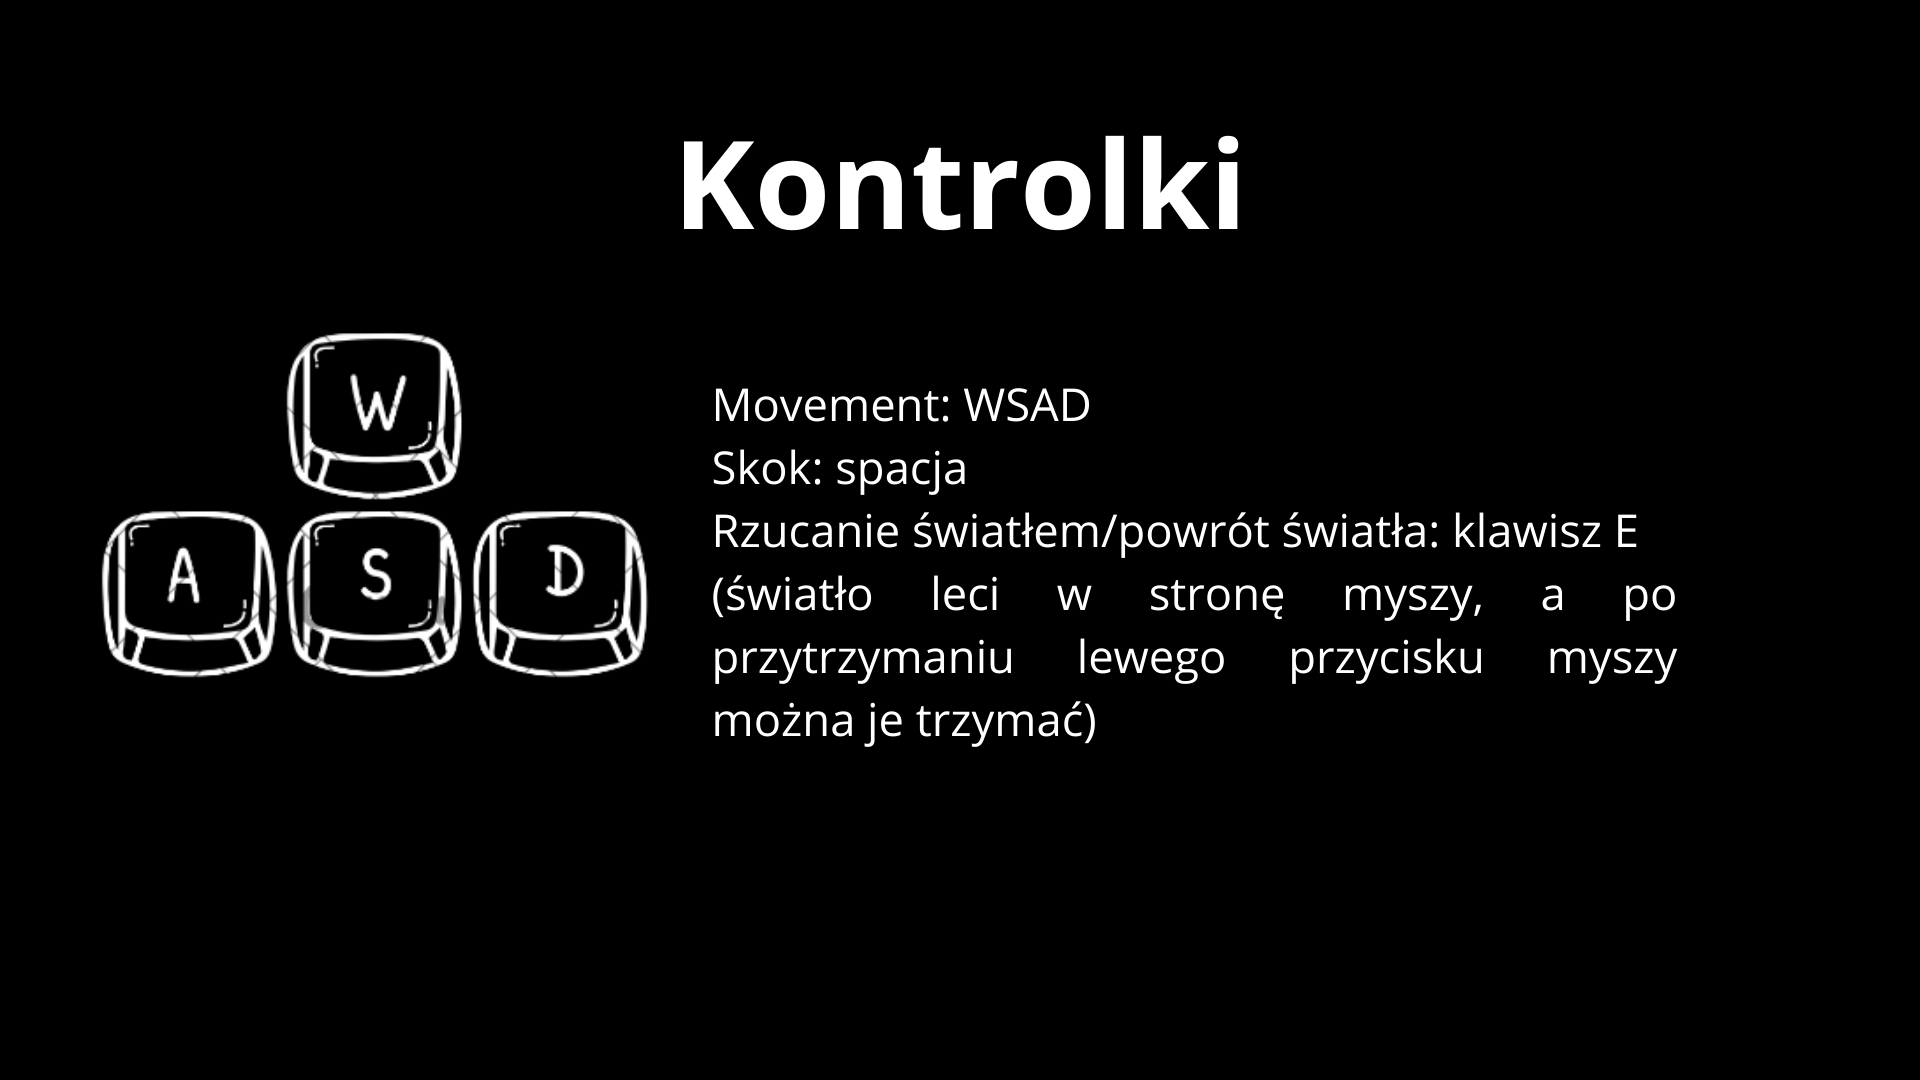 Kontrolki
W
A S D
Movement: WSAD
Skok: spacja
Rzucanie światłem/powrót światła: klawisz E
(światło leci w stronę myszy, a po
przytrzymaniu lewego przycisku myszy
można je trzymać)